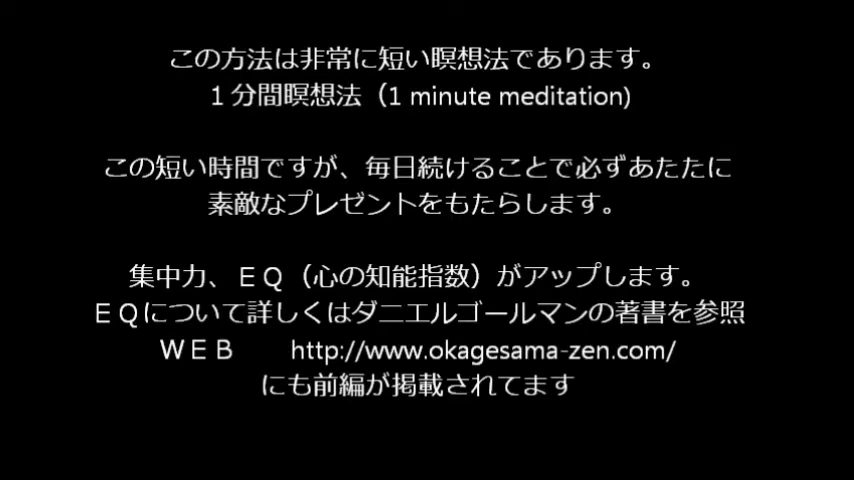 この方法は非常に短い瞑想法であります。
１分間瞑想法（1 minute meditation)
この短い時間ですが、毎日続けることで必ずあたたに
素敵なプレゼントをもたらします。
集中力、ＥＱ（心の知能指数）がアップします。
ＥＱについて詳しくはダニエルゴールマンの著書を参照
ＷＥＢ　　http://www.okagesama-zen.com/
にも前編が掲載されてます